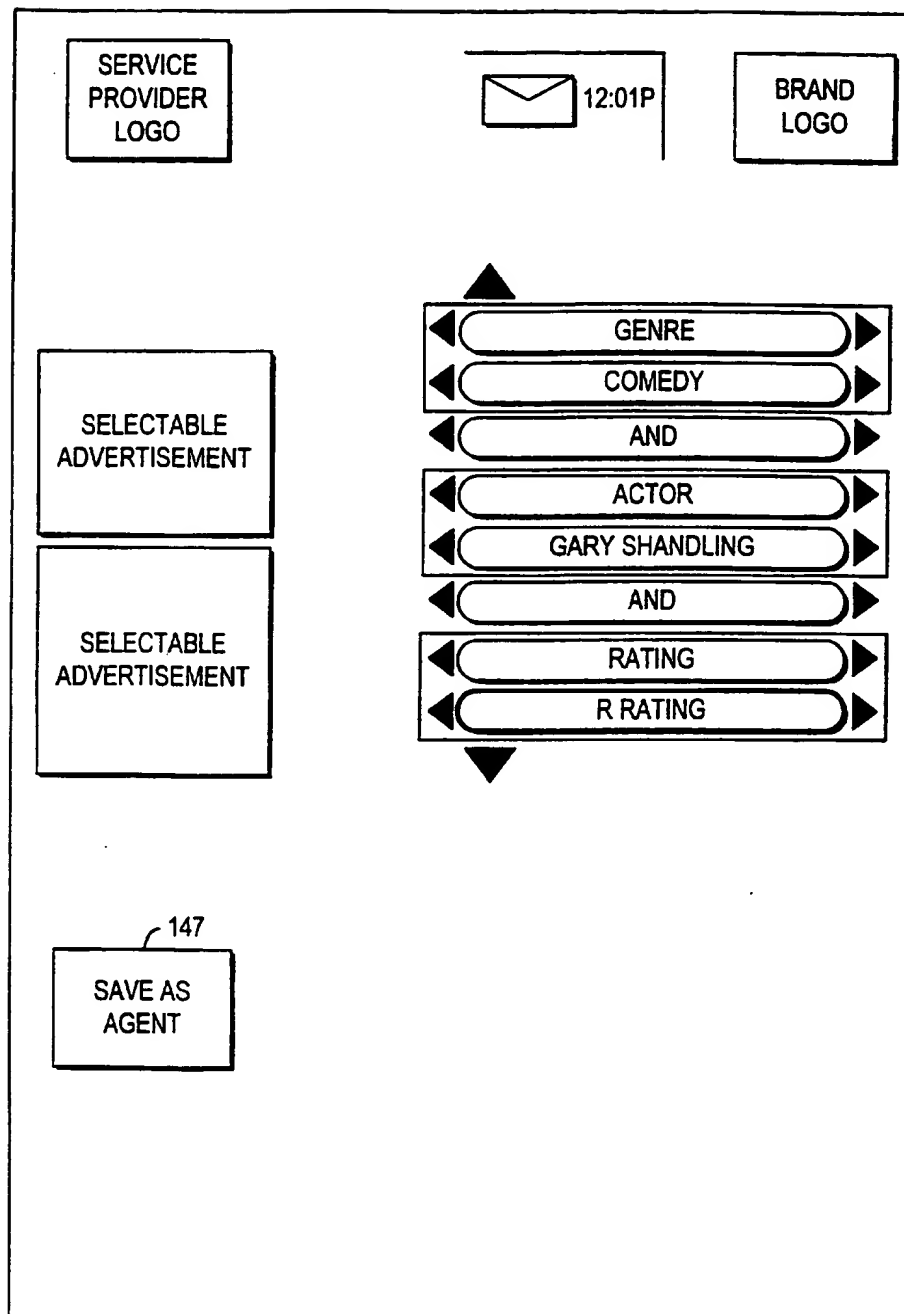 SERVICE
PROVIDER
LOGO
12:01P
BRAND
LOGO
GENRE
COMEDY
AND
ACTOR
GARY SHANDLING
AND
RATING
R RATING
SELECTABLE
ADVERTISEMENT
SELECTABLE
ADVERTISEMENT
147
SAVE AS
AGENT